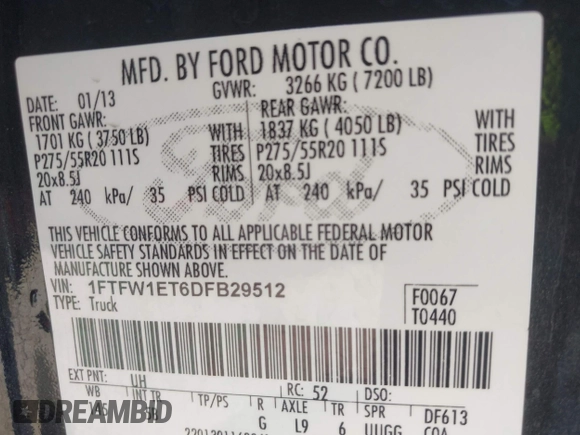 MFD. BY FORD MOTOR CO.
DATE: 01/13 GVWR: 3266 KG ( 7200 LB)
FRONT GAWR: REAR GAWR:
1701 KG ( 3750 LB) WITH 1837 KG ( 4050 LB) WITH
P275/55R20 111S TIRES P275/55R20 111S TIRES
20x8.5J RIMS 20x8.5J RIMS
AT 240 kPa/ 35 PSI COLD AT 240 kPa/ 35 PSI COLD
Ford
THIS VEHICLE CONFORMS TO ALL APPLICABLE FEDERAL MOTOR
VEHICLE SAFETY STANDARDS IN EFFECT ON THE DATE OF
MANUFACTURE SHOWN ABOVE.
VIN: 1FTFW1ET6DFB29512
TYPE: Truck
F0067
T0440
EXT PNT: UH RC: 52 DSO:
WB INT TR TP/PS R AXLE TR SPR DF613
G L9 6 UUGG
DREAMBID